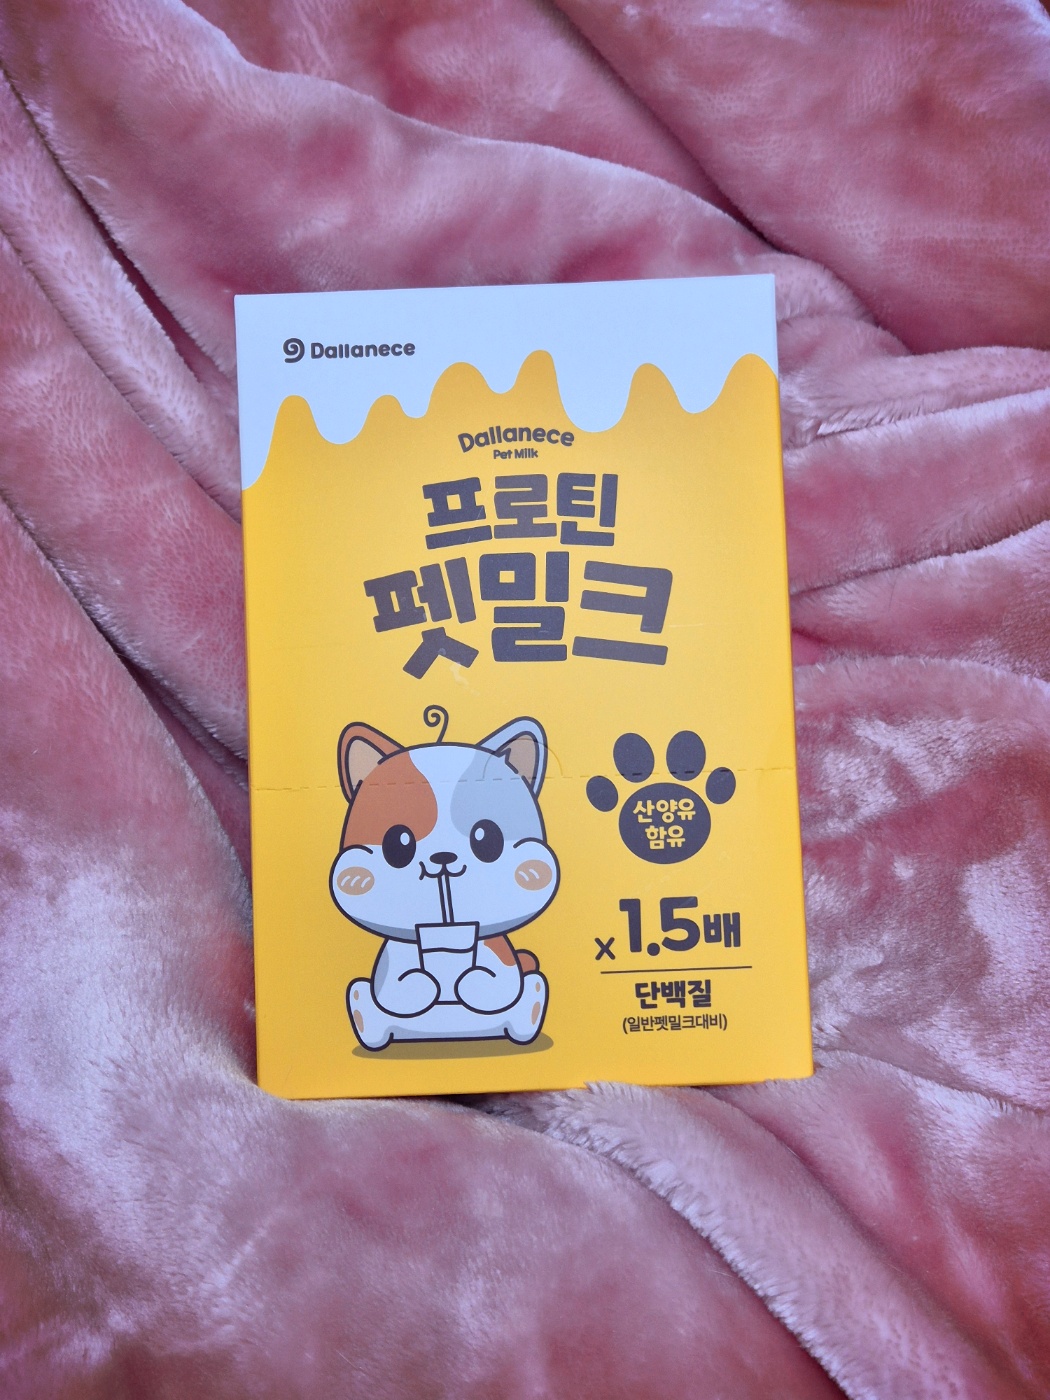 Dallanece
Dallanece
Pet Milk
프로틴
펫밀크
산양유
함유
x1.5배
단백질
(일반펫밀크대비)